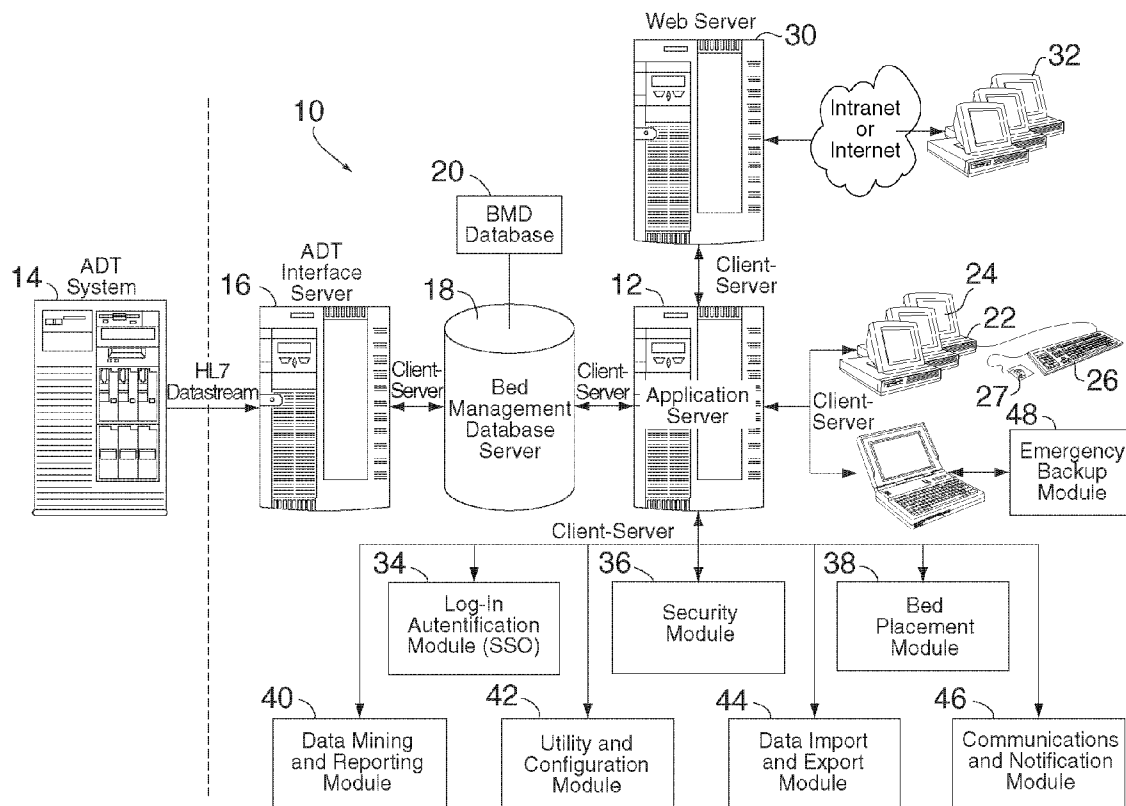 Web Server
30
32
Intranet
or
Internet
10
20
BMD
Database
Client-
Server
14
ADT
System
16
ADT
Interface
Server
18
12
24
22
HL7
Datastream
Client-
Server
Bed
Management
Database
Server
Client-
Server
Application
Server
Client-
Server
27
26
48
Emergency
Backup
Module
Client-Server
34
Log-In
Autentification
Module (SSO)
36
Security
Module
38
Bed
Placement
Module
40
Data Mining
and Reporting
Module
42
Utility and
Configuration
Module
44
Data Import
and Export
Module
46
Communications
and Notification
Module